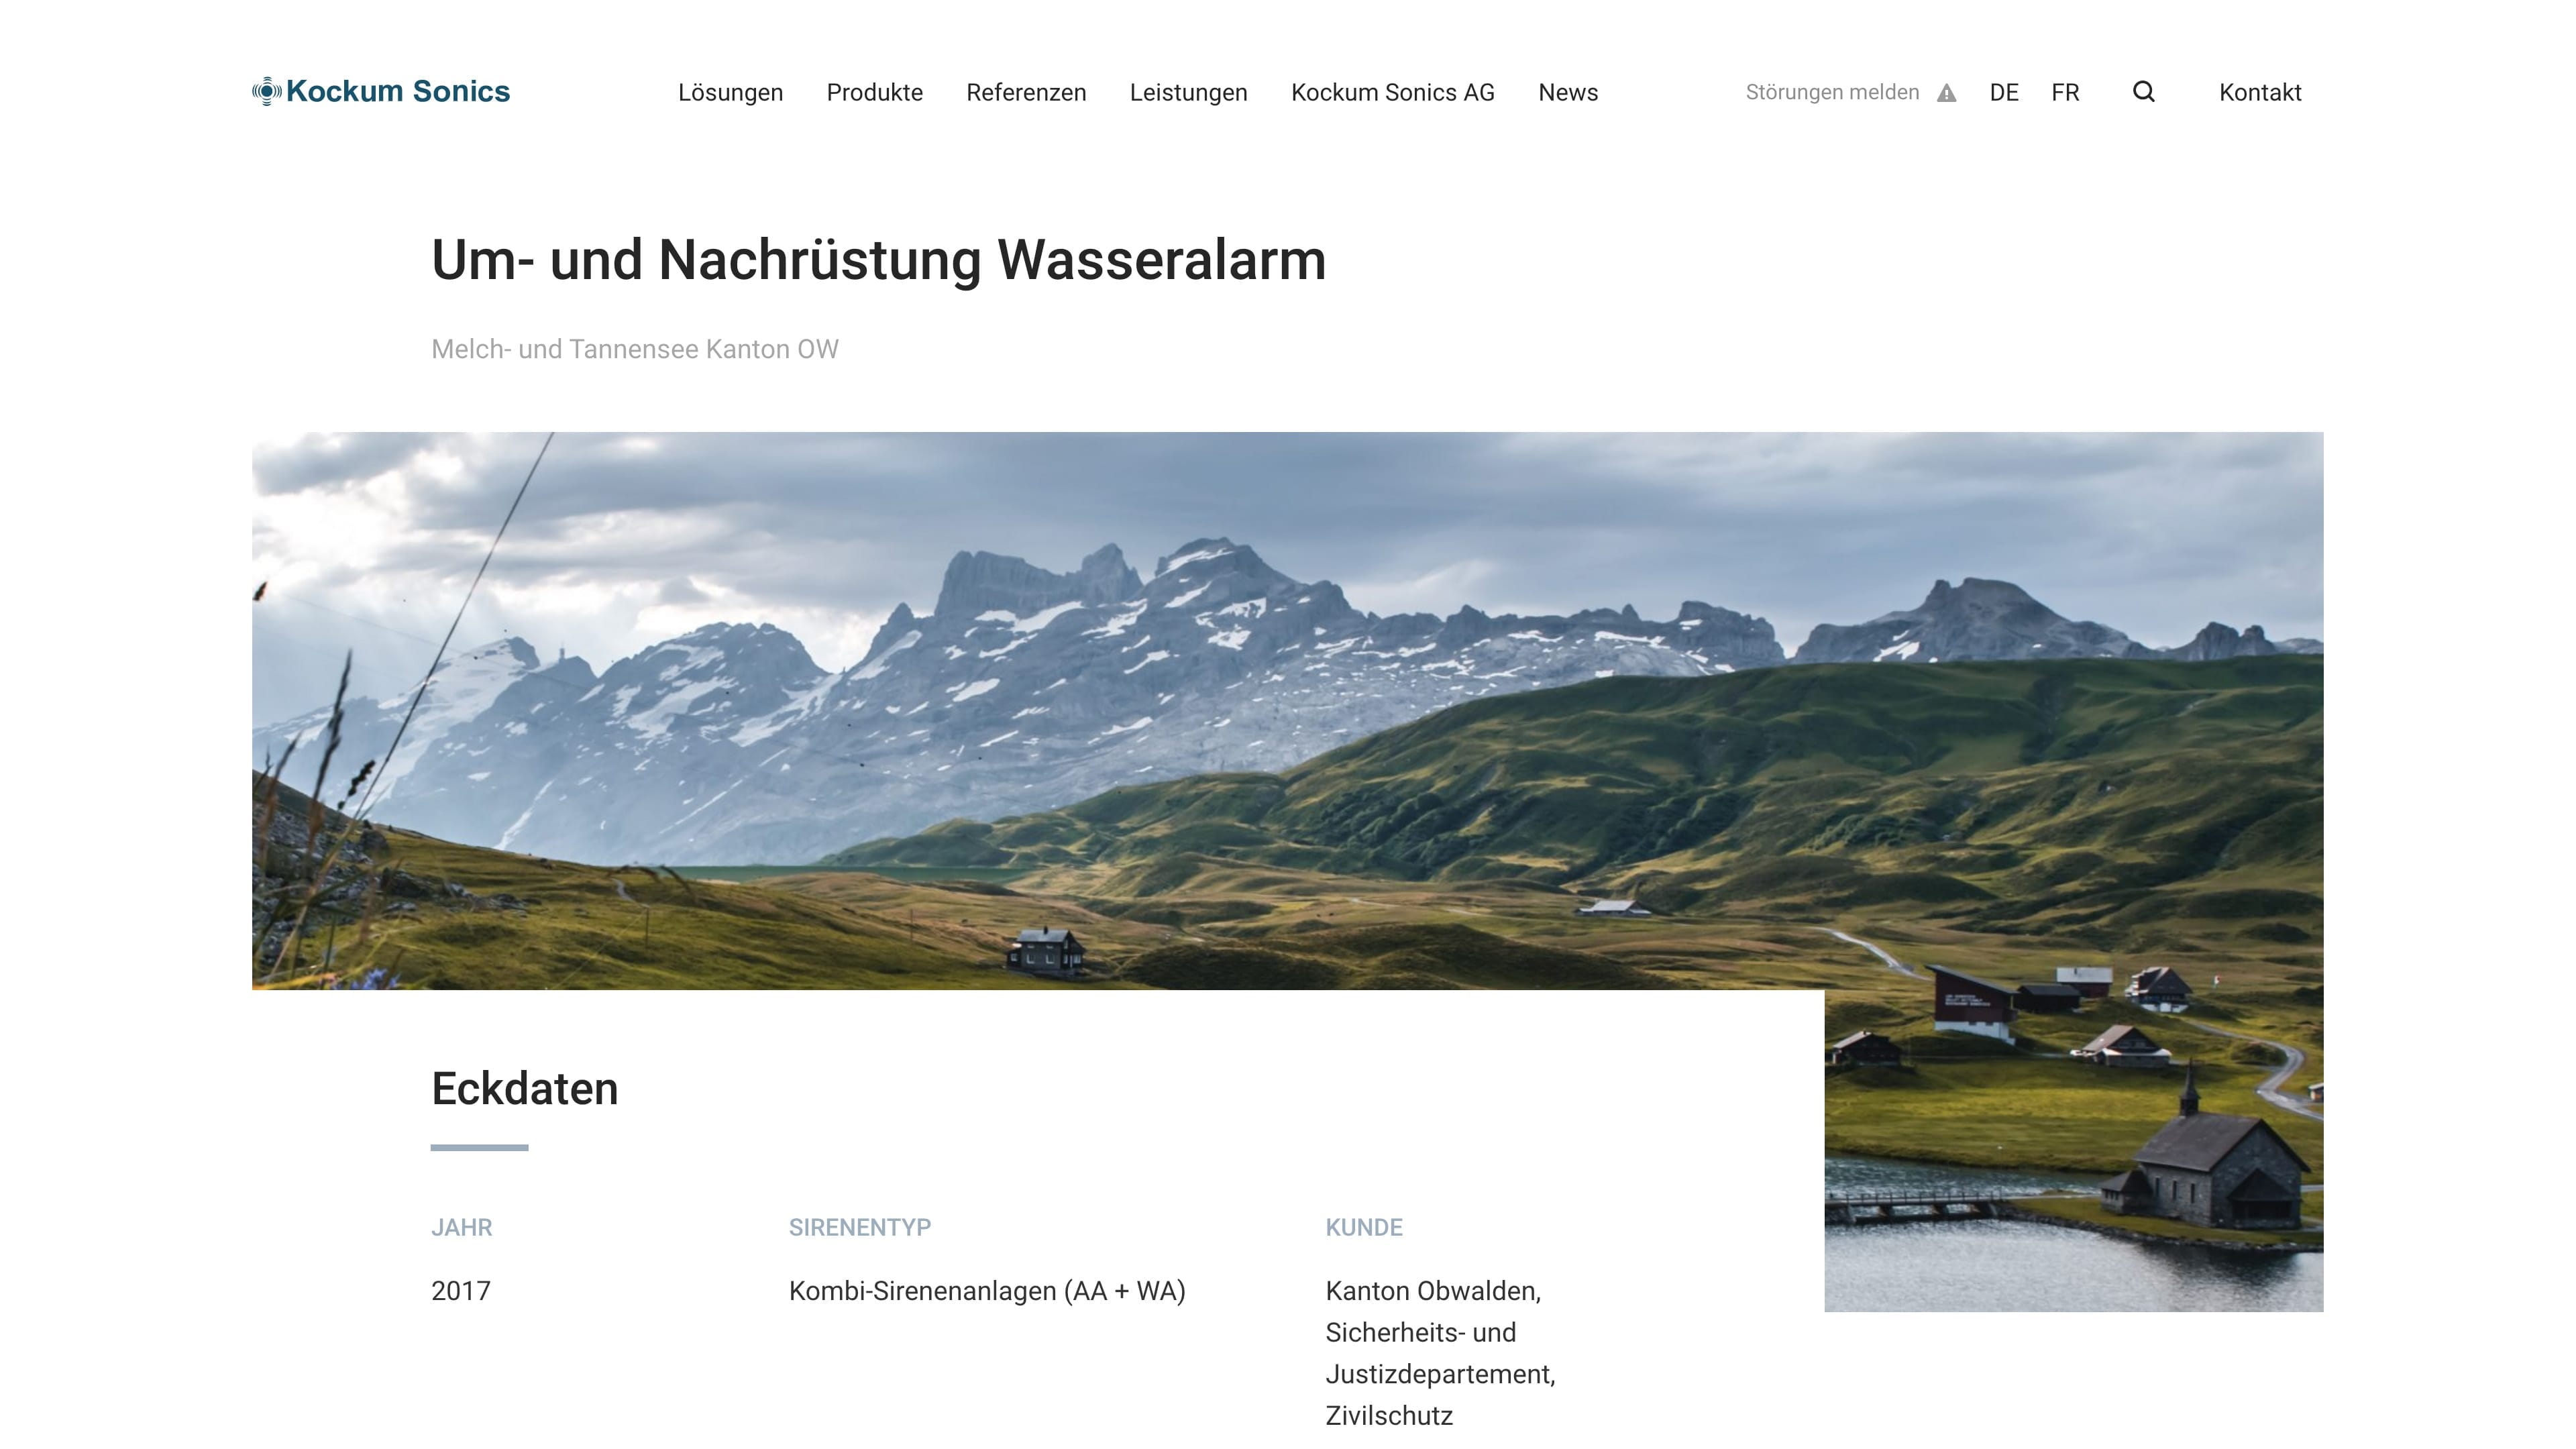 Kockum Sonics
Lösungen Produkte Referenzen Leistungen Kockum Sonics AG News Störungen melden DE FR Kontakt
Um- und Nachrüstung Wasseralarm
Melch- und Tannensee Kanton OW
Eckdaten
JAHR SIRENENTYP KUNDE
2017 Kombi-Sirenenanlagen (AA + WA) Kanton Obwalden,
Sicherheits- und
Justizdepartement,
Zivilschutz